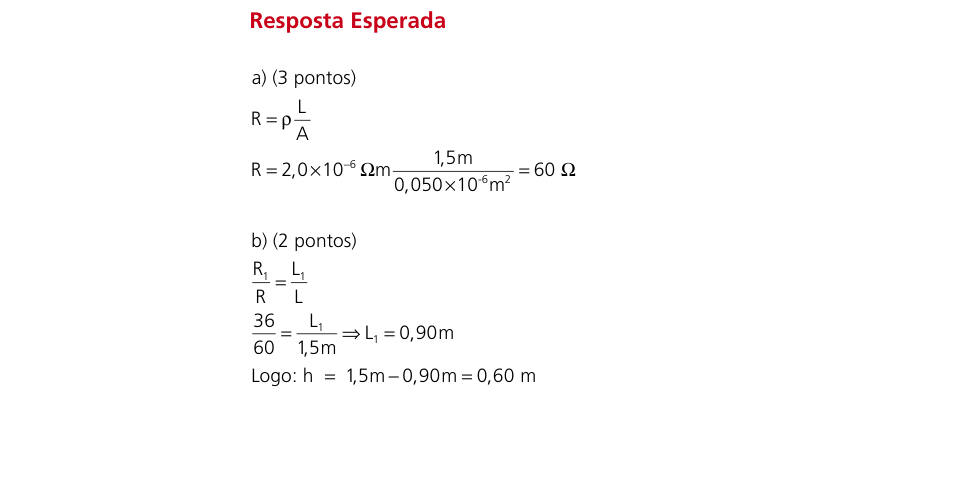 Resposta Esperada
a) (3 pontos)
R = ρ L/A
R = 2,0×10⁻⁶ Ωm 1,5m/0,050×10⁻⁶m² = 60 Ω
b) (2 pontos)
R₁/R = L₁/L
36/60 = L₁/1,5m ⇒ L₁ = 0,90m
Logo: h = 1,5m – 0,90m = 0,60 m